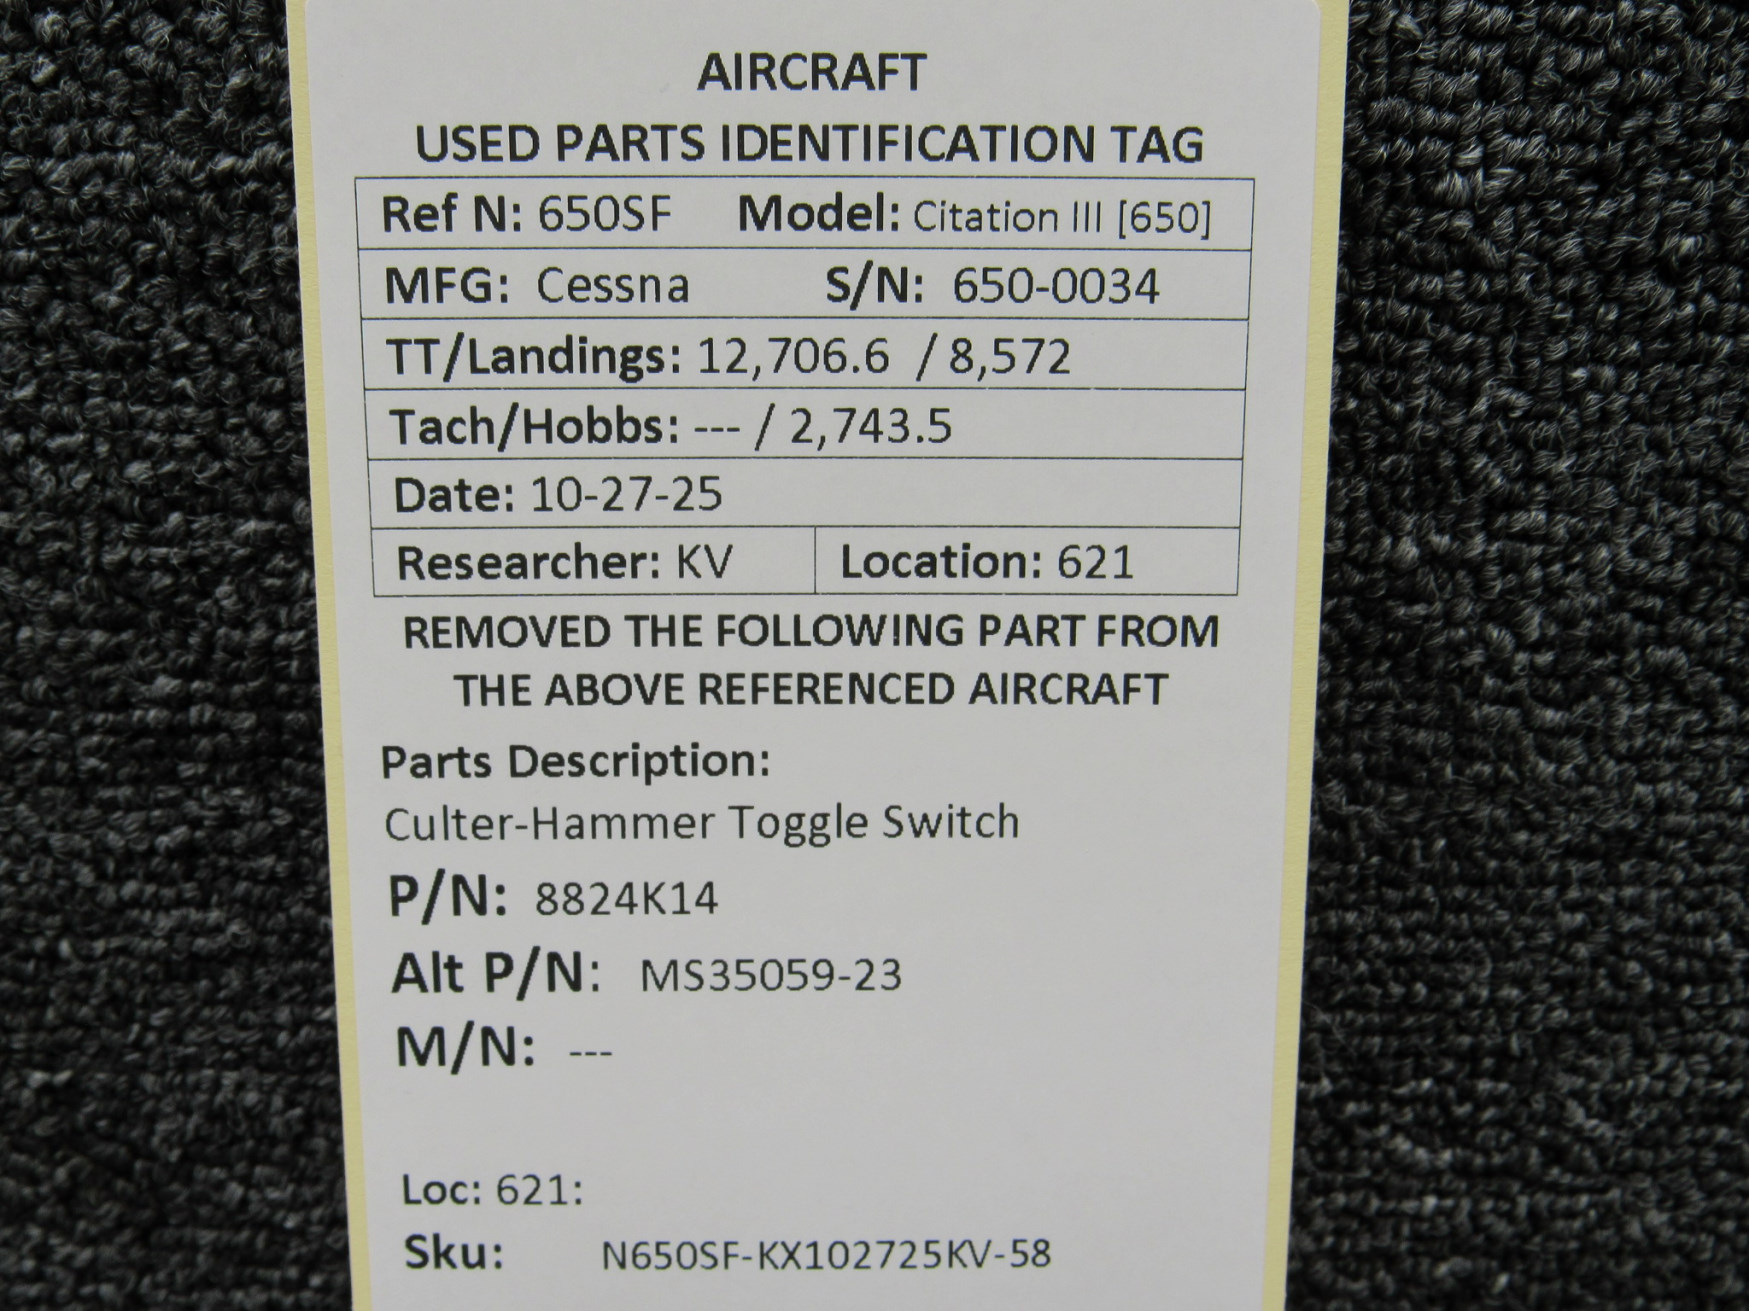 AIRCRAFT
USED PARTS IDENTIFICATION TAG
Ref N: 650SF Model: Citation III [650]
MFG: Cessna S/N: 650-0034
TT/Landings: 12,706.6 / 8,572
Tach/Hobbs: --- / 2,743.5
Date: 10-27-25
Researcher: KV Location: 621
REMOVED THE FOLLOWING PART FROM
THE ABOVE REFERENCED AIRCRAFT
Parts Description:
Culter-Hammer Toggle Switch
P/N: 8824K14
Alt P/N: MS35059-23
M/N: ---
Loc: 621:
Sku: N650SF-KX102725KV-58